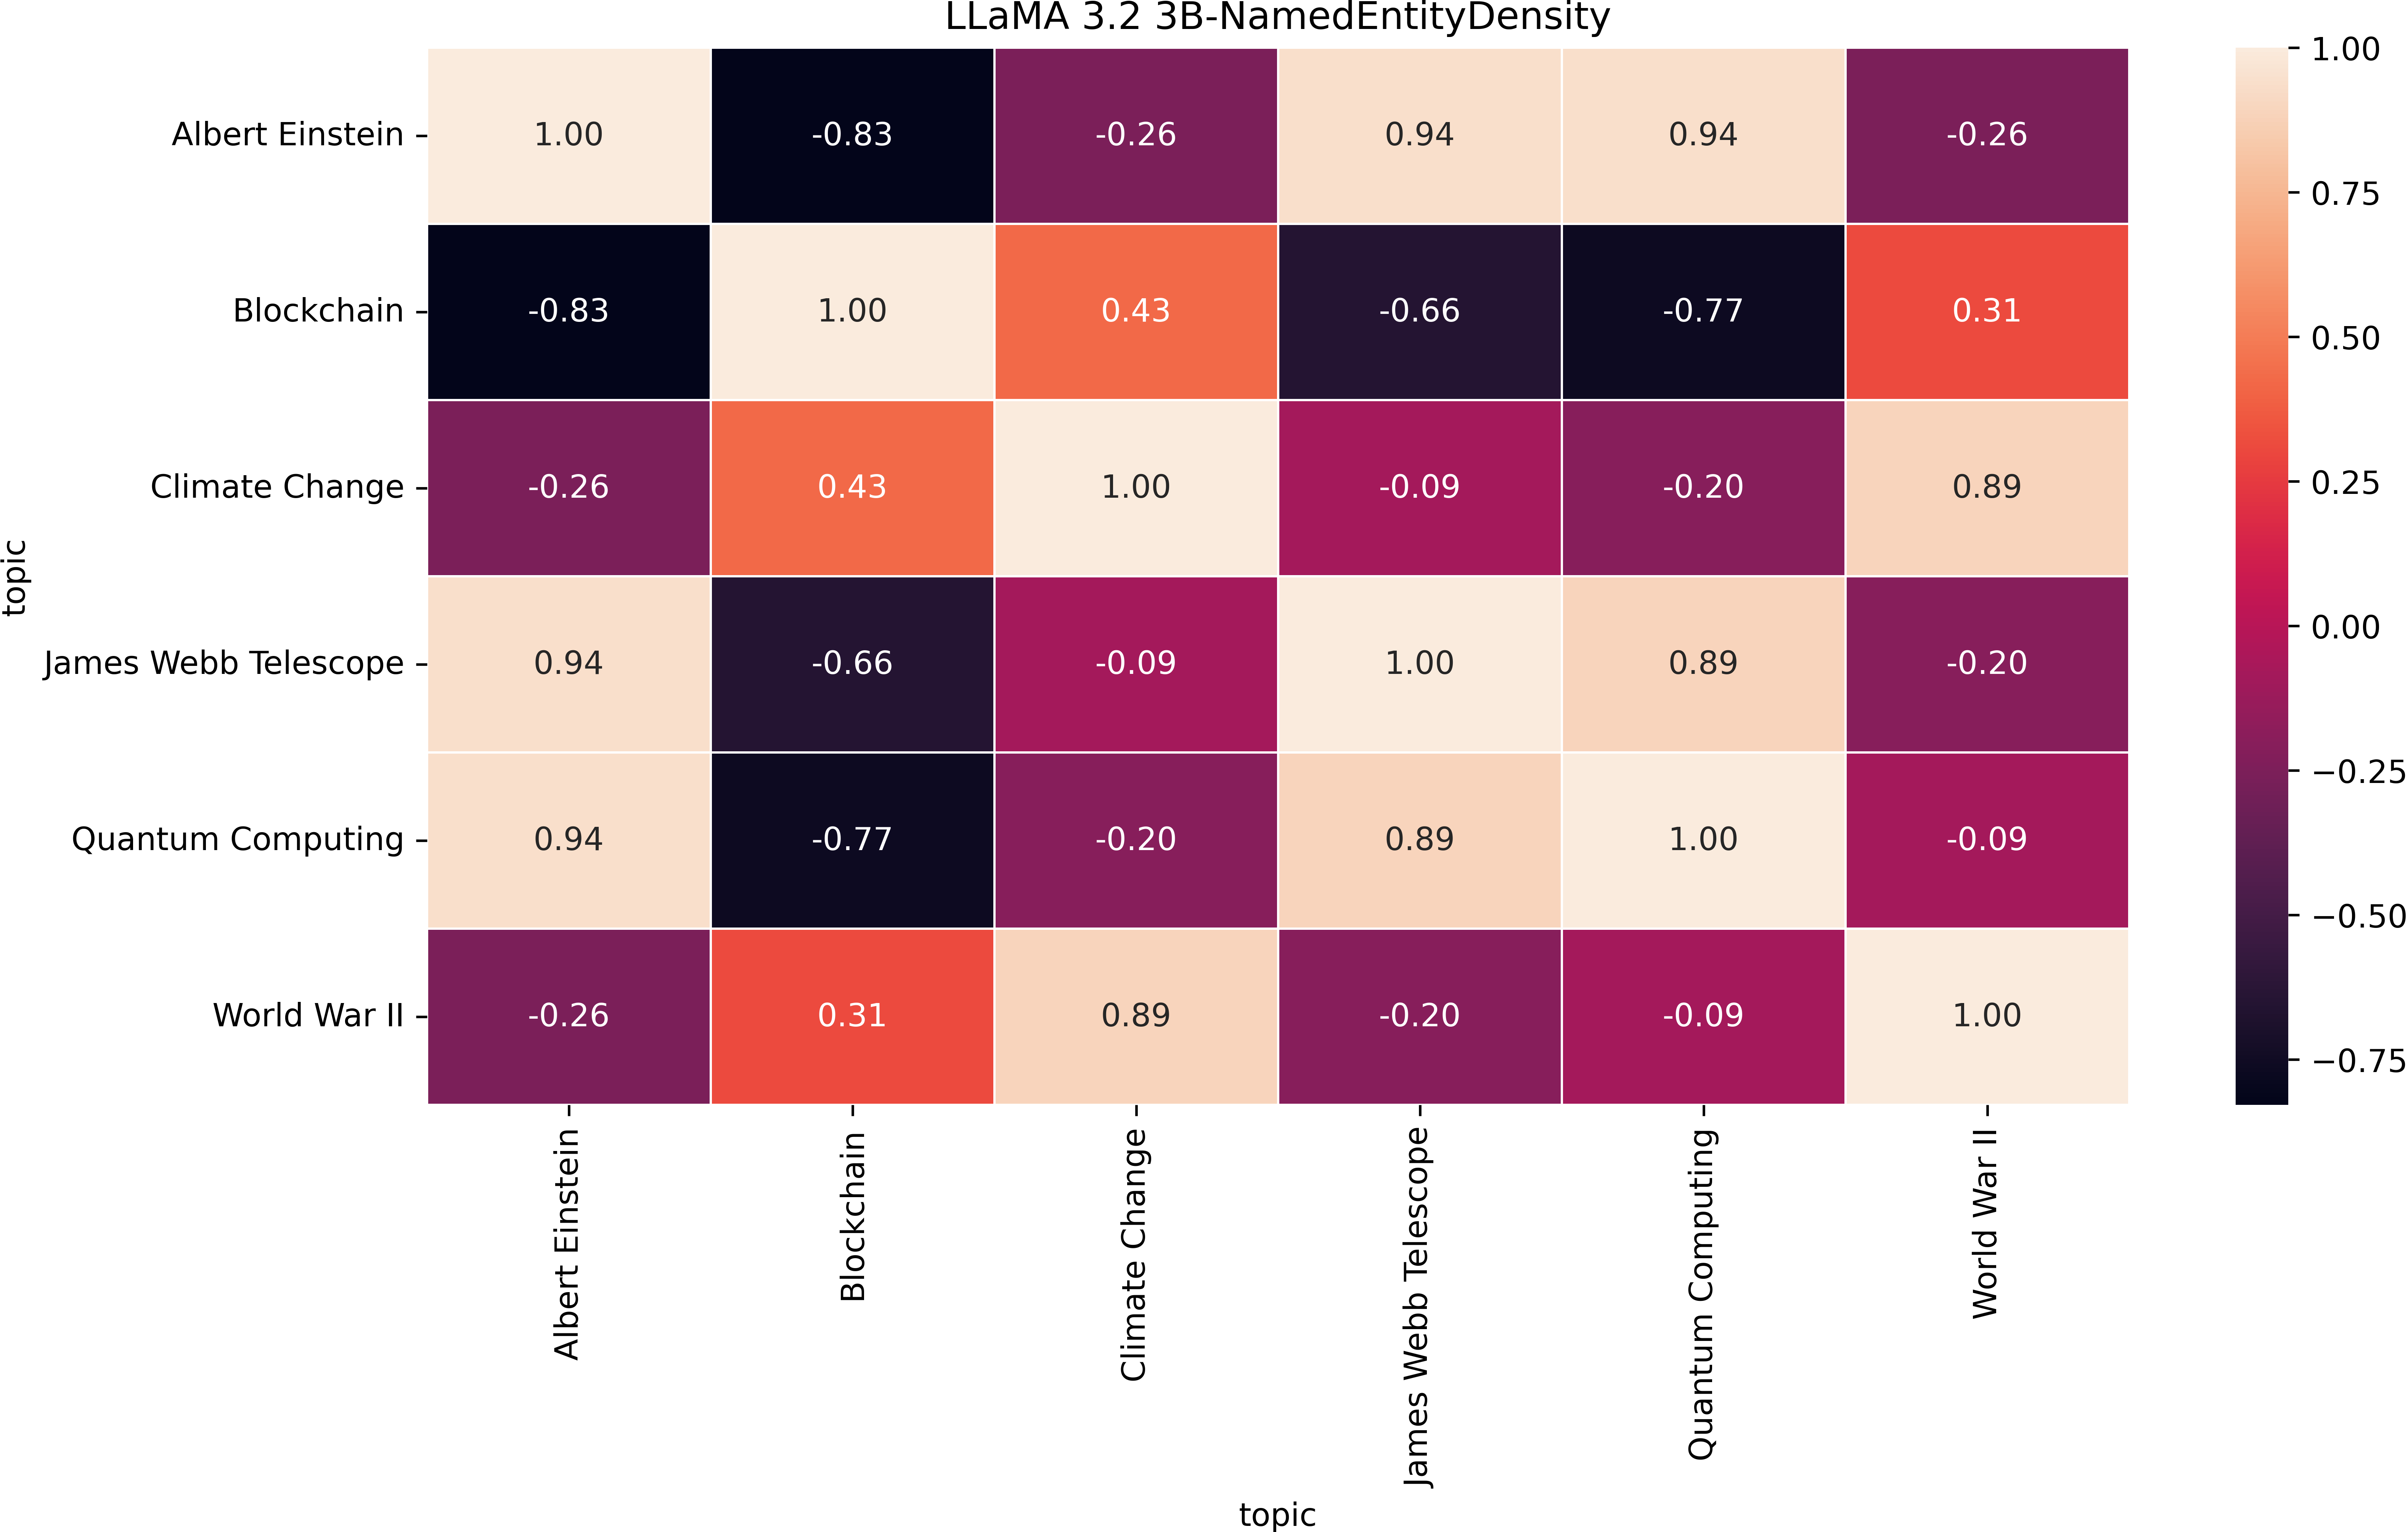 LLaMA 3.2 3B-NamedEntityDensity
Albert Einstein 1.00 -0.83 -0.26 0.94 0.94 -0.26
Blockchain -0.83 1.00 0.43 -0.66 -0.77 0.31
Climate Change -0.26 0.43 1.00 -0.09 -0.20 0.89
James Webb Telescope 0.94 -0.66 -0.09 1.00 0.89 -0.20
Quantum Computing 0.94 -0.77 -0.20 0.89 1.00 -0.09
World War II -0.26 0.31 0.89 -0.20 -0.09 1.00
topic
Albert Einstein
Blockchain
Climate Change
James Webb Telescope
Quantum Computing
World War II
topic
1.00
0.75
0.50
0.25
0.00
−0.25
−0.50
−0.75